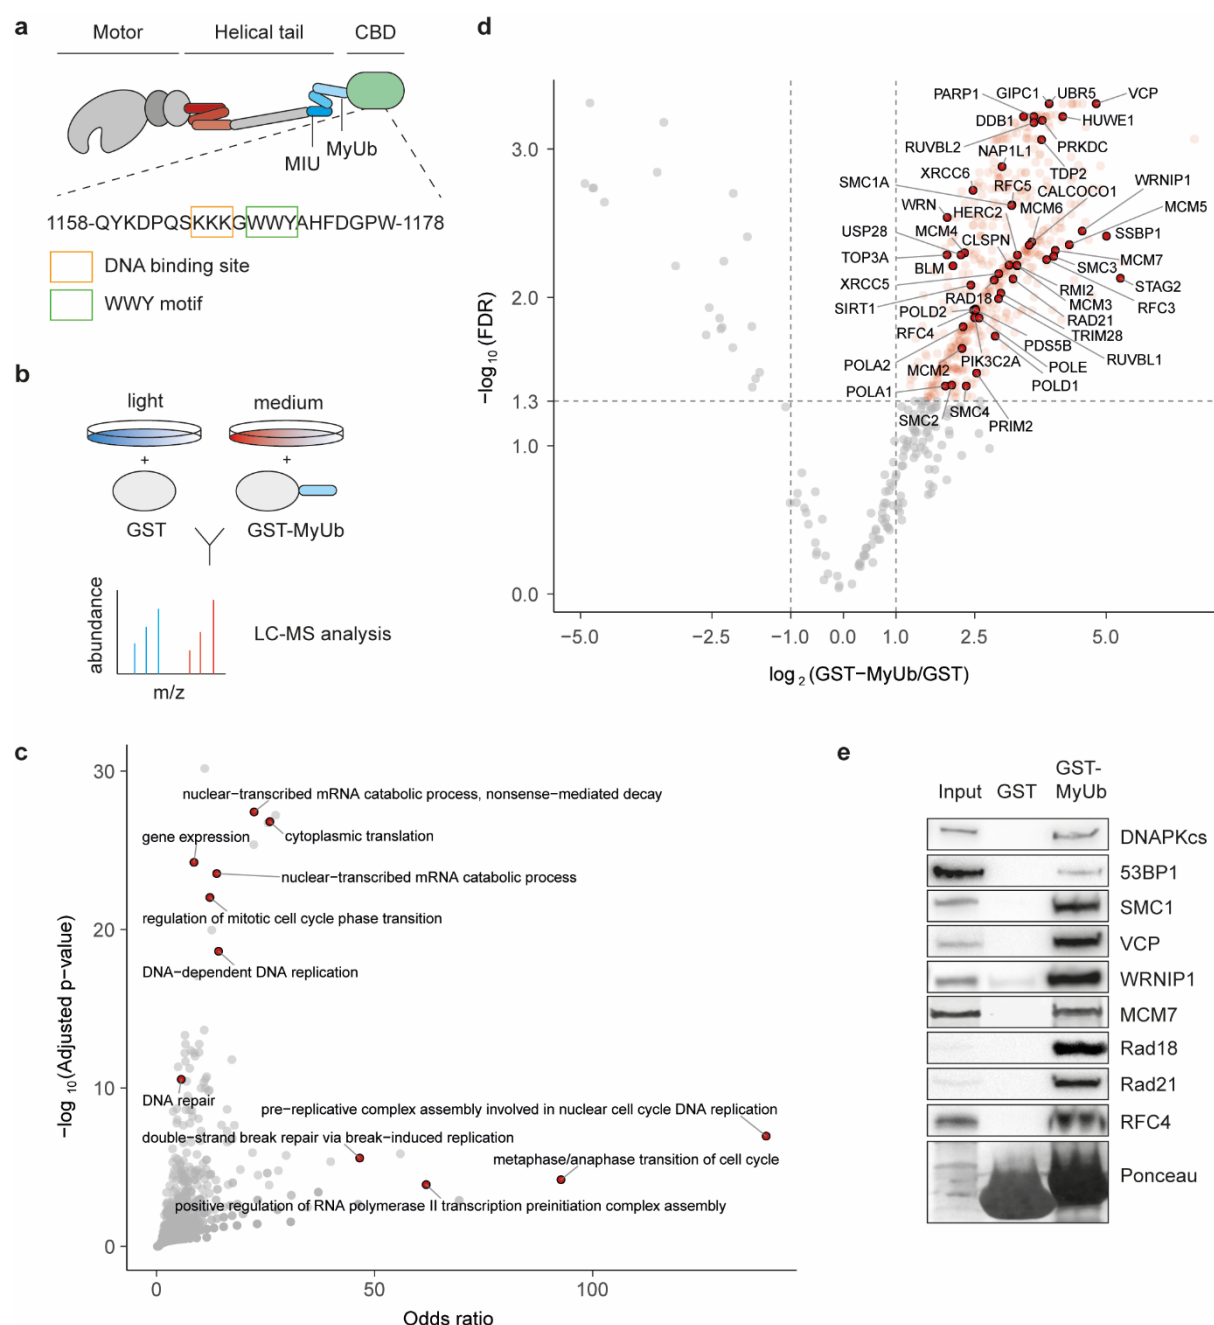 a
Motor
Helical tail
CBD
MIU
MyUb
1158-QYKDPQSKKKGWWYAHFDGPW-1178
DNA binding site
WWY motif
b
light
medium
+
+
GST
GST-MyUb
abundance
m/z
LC-MS analysis
c
30
20
10
0
0
50
100
−log 10(Adjusted p−value)
Odds ratio
nuclear−transcribed mRNA catabolic process, nonsense−mediated decay
gene expression
cytoplasmic translation
nuclear−transcribed mRNA catabolic process
regulation of mitotic cell cycle phase transition
DNA−dependent DNA replication
DNA repair
pre−replicative complex assembly involved in nuclear cell cycle DNA replication
double−strand break repair via break−induced replication
metaphase/anaphase transition of cell cycle
positive regulation of RNA polymerase II transcription preinitiation complex assembly
d
3.0
2.0
1.3
1.0
0.0
−5.0
−2.5
−1.0
0.0
1.0
2.5
5.0
−log10(FDR)
log2(GST−MyUb/GST)
PARP1
GIPC1
UBR5
VCP
DDB1
HUWE1
RUVBL2
PRKDC
NAP1L1
TDP2
XRCC6
RFC5
CALCOCO1
WRNIP1
SMC1A
MCM6
MCM5
WRN
HERC2
SSBP1
USP28
MCM4
CLSPN
MCM7
TOP3A
SMC3
BLM
STAG2
XRCC5
RMI2
RFC3
SIRT1
RAD18
MCM3
POLD2
RAD21
TRIM28
RFC4
PDS5B
RUVBL1
POLA2
PIK3C2A
POLE
MCM2
POLD1
POLA1
SMC4
SMC2
PRIM2
e
Input
GST
GST-
MyUb
DNAPKcs
53BP1
SMC1
VCP
WRNIP1
MCM7
Rad18
Rad21
RFC4
Ponceau